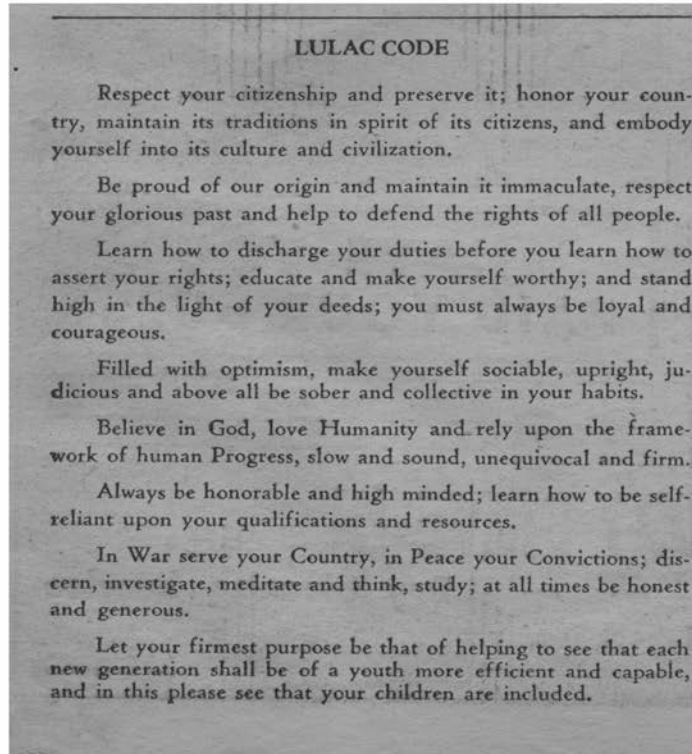 LULAC CODE
Respect your citizenship and preserve it; honor your coun-
try, maintain its traditions in spirit of its citizens, and embody
yourself into its culture and civilization.
Be proud of our origin and maintain it immaculate, respect
your glorious past and help to defend the rights of all people.
Learn how to discharge your duties before you learn how to
assert your rights; educate and make yourself worthy; and stand
high in the light of your deeds; you must always be loyal and
courageous.
Filled with optimism, make yourself sociable, upright, ju-
dicious and above all be sober and collective in your habits.
Believe in God, love Humanity and rely upon the frame-
work of human Progress, slow and sound, unequivocal and firm.
Always be honorable and high minded; learn how to be self-
reliant upon your qualifications and resources.
In War serve your Country, in Peace your Convictions; dis-
cern, investigate, meditate and think, study; at all times be honest
and generous.
Let your firmest purpose be that of helping to see that each
new generation shall be of a youth more efficient and capable,
and in this please see that your children are included.